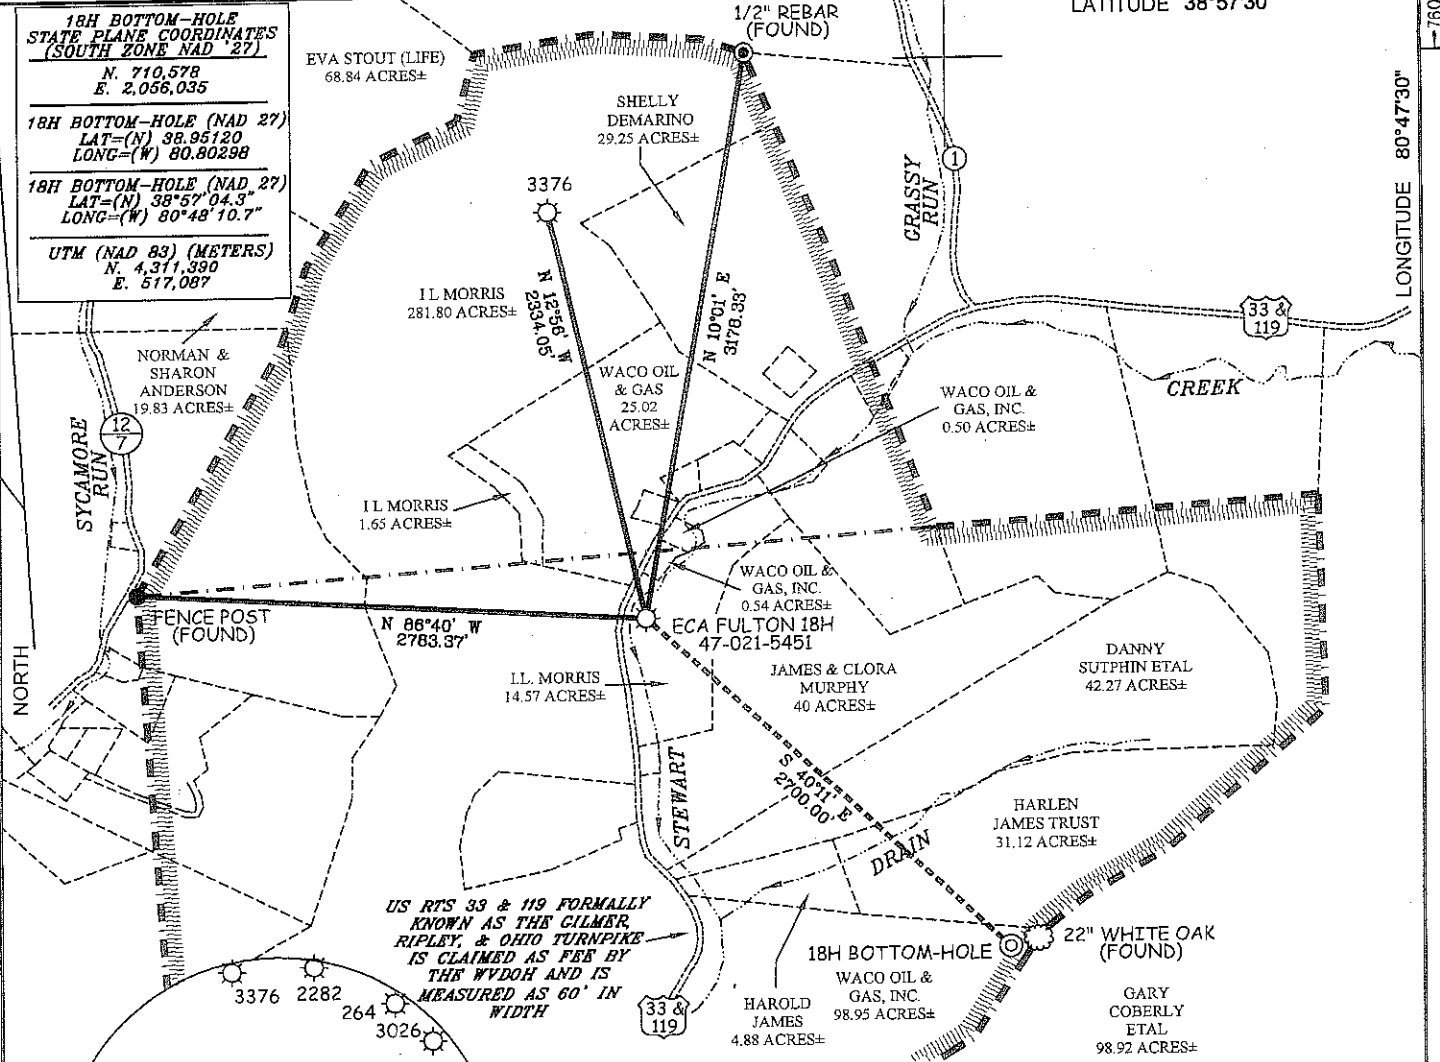 18H BOTTOM-HOLE
STATE PLANE COORDINATES
(SOUTH ZONE NAD '27)
N. 710,578
E. 2,056,035
18H BOTTOM-HOLE (NAD 27)
LAT=(N) 38.95120
LONG=(W) 80.80298
18H BOTTOM-HOLE (NAD 27)
LAT=(N) 38°57'04.3"
LONG=(W) 80°48'10.7"
UTM (NAD 83) (METERS)
N. 4,311,390
E. 517,087
EVA STOUT (LIFE)
68.84 ACRES±
1/2" REBAR
(FOUND)
LATITUDE 38°57'30"
LONGITUDE 80°47'30"
SHELLY
DEMARINO
29.25 ACRES±
3376
GRASSY
RUN
1
I L MORRIS
281.80 ACRES±
N 12°56' W
2334.05'
N 10°01' E
3178.33'
33 &
119
CREEK
NORMAN &
SHARON
ANDERSON
19.83 ACRES±
12
7
SYCAMORE
RUN
WACO OIL
& GAS
25.02
ACRES±
WACO OIL &
GAS, INC.
0.50 ACRES±
I L MORRIS
1.65 ACRES±
WACO OIL &
GAS, INC.
0.54 ACRES±
FENCE POST
(FOUND)
N 86°40' W
2783.37'
ECA FULTON 18H
47-021-5451
NORTH
I.L. MORRIS
14.57 ACRES±
JAMES & CLORA
MURPHY
40 ACRES±
DANNY
SUTPHIN ETAL
42.27 ACRES±
S 40°11' E
2700.00'
STEWART
HARLEN
JAMES TRUST
31.12 ACRES±
DRAIN
US RTS 33 & 119 FORMALLY
KNOWN AS THE GILMER,
RIPLEY, & OHIO TURNPIKE
IS CLAIMED AS FEE BY
THE WVDOH AND IS
MEASURED AS 60' IN
WIDTH
33 &
119
18H BOTTOM-HOLE
22" WHITE OAK
(FOUND)
WACO OIL &
GAS, INC.
98.95 ACRES±
HAROLD
JAMES
4.88 ACRES±
GARY
COBERLY
ETAL
98.92 ACRES±
3376
2282
264
3026